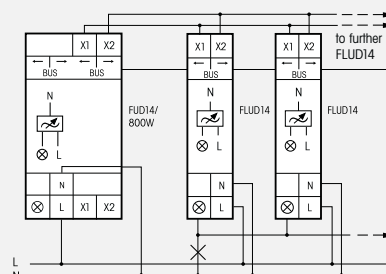 X1 X2 X1 X2 X1 X2
to further
FLUD14
BUS BUS BUS BUS
N N N
FUD14/
800W
FLUD14 FLUD14
L L L
N N N
L X1 X2 L L
L
N